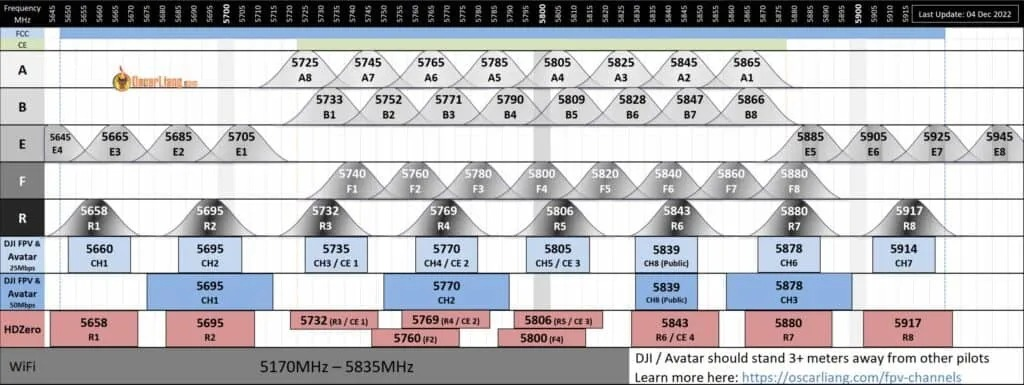 Frequency MHz 5645 5650 5655 5660 5665 5670 5675 5680 5685 5690 5695 5700 5705 5710 5715 5720 5725 5730 5735 5740 5745 5750 5755 5760 5765 5770 5775 5780 5785 5790 5795 5800 5805 5810 5815 5820 5825 5830 5835 5840 5845 5850 5855 5860 5865 5870 5875 5880 5885 5890 5895 5900 5905 5910 5915 Last Update: 04 Dec 2022
FCC
CE
OscarLiang.com
A
5725 5745 5765 5785 5805 5825 5845 5865
A8 A7 A6 A5 A4 A3 A2 A1
B
5733 5752 5771 5790 5809 5828 5847 5866
B1 B2 B3 B4 B5 B6 B7 B8
E
5645 5665 5685 5705 5885 5905 5925 5945
E4 E3 E2 E1 E5 E6 E7 E8
F
5740 5760 5780 5800 5820 5840 5860 5880
F1 F2 F3 F4 F5 F6 F7 F8
R
5658 5695 5732 5769 5806 5843 5880 5917
R1 R2 R3 R4 R5 R6 R7 R8
DJI FPV &
Avatar
25Mbps
5660 5695 5735 5770 5805 5839 5878 5914
CH1 CH2 CH3 / CE 1 CH4 / CE 2 CH5 / CE 3 CH8 (Public) CH6 CH7
DJI FPV &
Avatar
50Mbps
5695 5770 5839 5878
CH1 CH2 CH8 (Public) CH3
HDZero
5658 5695 5732 (R3 / CE 1) 5769 (R4 / CE 2) 5806 (R5 / CE 3) 5843 5880 5917
R1 R2 5760 (F2) 5800 (F4) R6 / CE 4 R7 R8
WiFi
5170MHz – 5835MHz
DJI / Avatar should stand 3+ meters away from other pilots
Learn more here: https://oscarliang.com/fpv-channels